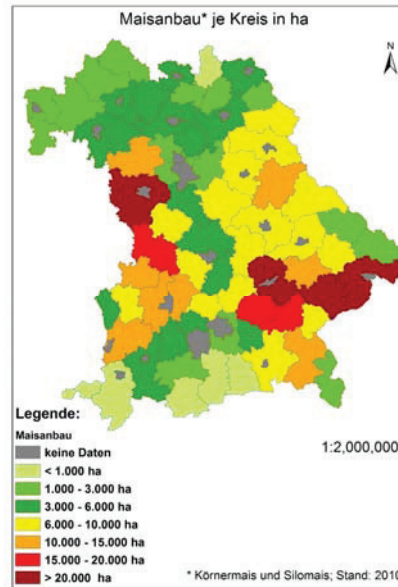 Maisanbau* je Kreis in ha
N
Legende:
Maisanbau
keine Daten
< 1.000 ha
1.000 - 3.000 ha
3.000 - 6.000 ha
6.000 - 10.000 ha
10.000 - 15.000 ha
15.000 - 20.000 ha
> 20.000 ha
1:2,000,000
* Körnermais und Silomais; Stand: 2010